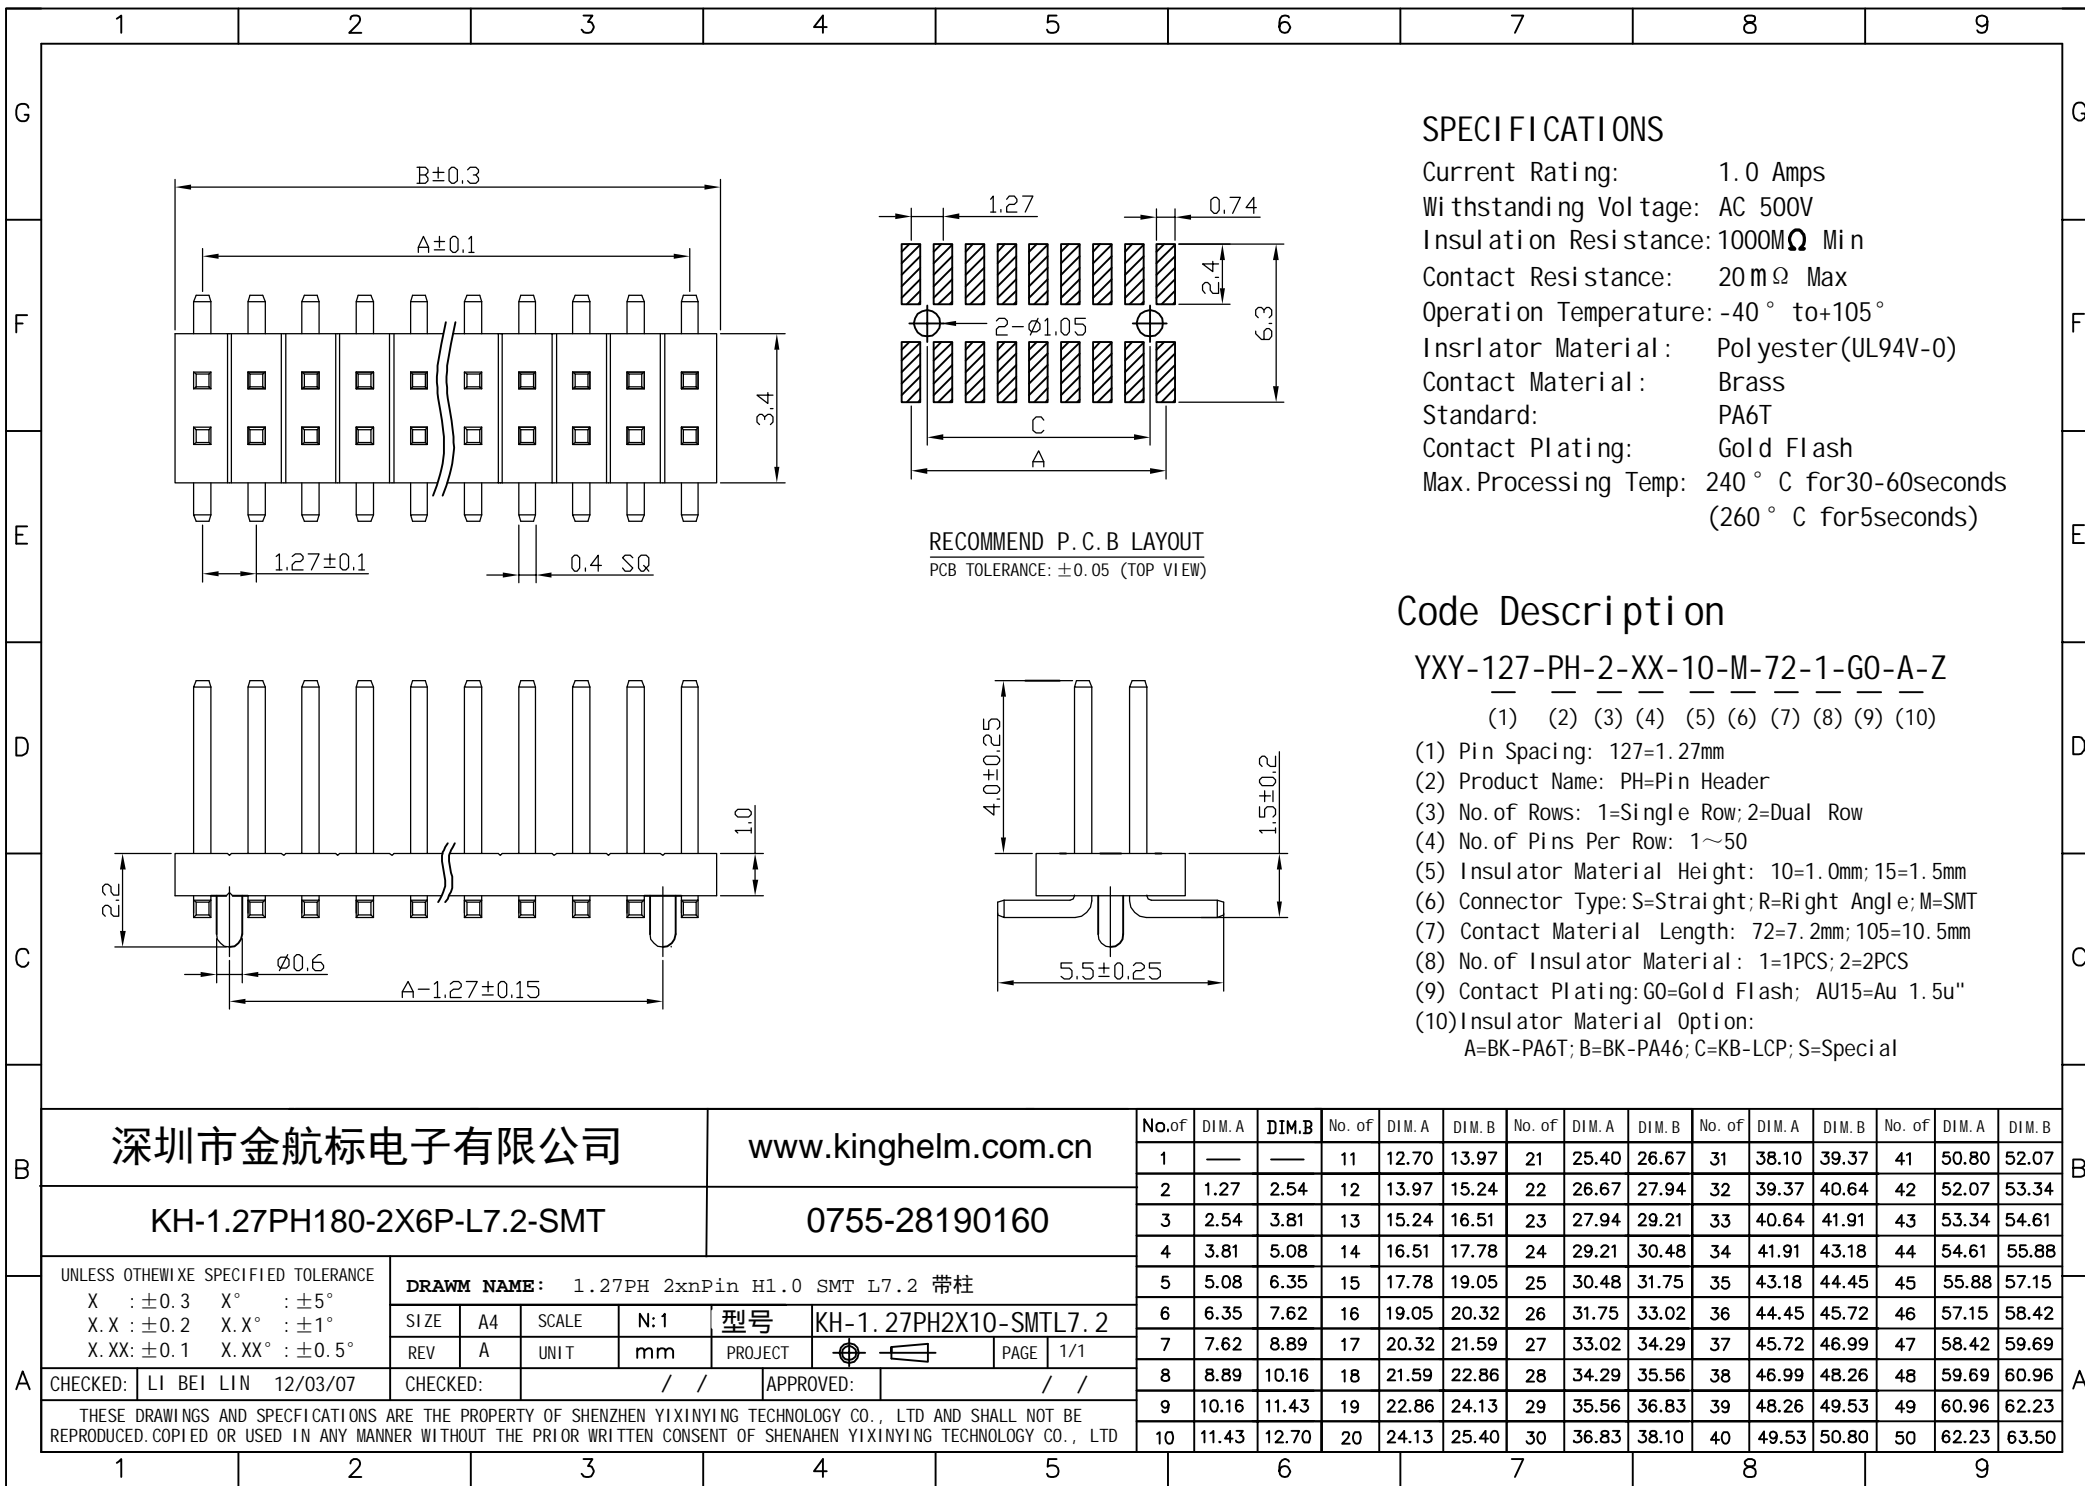 1 2 3 4 5 6 7 8 9
G G
F F
E E
D D
C C
B B
A A
B±0.3
A±0.1
3.4
1.27±0.1
0.4 SQ
1.27
0.74
2.4
6.3
2-ø1.05
C
A
RECOMMEND P.C.B LAYOUT
PCB TOLERANCE: ±0.05 (TOP VIEW)
2.2
1.0
ø0.6
A-1.27±0.15
4.0±0.25
1.5±0.2
5.5±0.25
SPECIFICATIONS
Current Rating: 1.0 Amps
Withstanding Voltage: AC 500V
Insulation Resistance: 1000MΩ Min
Contact Resistance: 20mΩ Max
Operation Temperature: -40° to+105°
Insrlator Material: Polyester(UL94V-0)
Contact Material: Brass
Standard: PA6T
Contact Plating: Gold Flash
Max.Processing Temp: 240° C for30-60seconds
(260° C for5seconds)
Code Description
YXY-127-PH-2-XX-10-M-72-1-G0-A-Z
(1) (2) (3) (4) (5) (6) (7) (8) (9) (10)
(1) Pin Spacing: 127=1.27mm
(2) Product Name: PH=Pin Header
(3) No.of Rows: 1=Single Row;2=Dual Row
(4) No.of Pins Per Row: 1～50
(5) Insulator Material Height: 10=1.0mm;15=1.5mm
(6) Connector Type:S=Straight;R=Right Angle;M=SMT
(7) Contact Material Length: 72=7.2mm;105=10.5mm
(8) No.of Insulator Material: 1=1PCS;2=2PCS
(9) Contact Plating:G0=Gold Flash; AU15=Au 1.5u"
(10)Insulator Material Option:
A=BK-PA6T;B=BK-PA46;C=KB-LCP;S=Special
深圳市金航标电子有限公司 www.kinghelm.com.cn
KH-1.27PH180-2X6P-L7.2-SMT 0755-28190160
UNLESS OTHEWIXE SPECIFIED TOLERANCE
X :±0.3 X° :±5°
X.X :±0.2 X.X° :±1°
X.XX:±0.1 X.XX° :±0.5°
DRAWM NAME: 1.27PH 2xnPin H1.0 SMT L7.2 带柱
SIZE A4 SCALE N:1 型号 KH-1.27PH2X10-SMTL7.2
REV A UNIT mm PROJECT PAGE 1/1
CHECKED: LI BEI LIN 12/03/07 CHECKED: / / APPROVED: / /
THESE DRAWINGS AND SPECFICATIONS ARE THE PROPERTY OF SHENZHEN YIXINYING TECHNOLOGY CO., LTD AND SHALL NOT BE
REPRODUCED.COPIED OR USED IN ANY MANNER WITHOUT THE PRIOR WRITTEN CONSENT OF SHENAHEN YIXINYING TECHNOLOGY CO., LTD
No.of DIM.A DIM.B No. of DIM.A DIM.B No. of DIM.A DIM.B No. of DIM.A DIM.B No. of DIM.A DIM.B
1 — — 11 12.70 13.97 21 25.40 26.67 31 38.10 39.37 41 50.80 52.07
2 1.27 2.54 12 13.97 15.24 22 26.67 27.94 32 39.37 40.64 42 52.07 53.34
3 2.54 3.81 13 15.24 16.51 23 27.94 29.21 33 40.64 41.91 43 53.34 54.61
4 3.81 5.08 14 16.51 17.78 24 29.21 30.48 34 41.91 43.18 44 54.61 55.88
5 5.08 6.35 15 17.78 19.05 25 30.48 31.75 35 43.18 44.45 45 55.88 57.15
6 6.35 7.62 16 19.05 20.32 26 31.75 33.02 36 44.45 45.72 46 57.15 58.42
7 7.62 8.89 17 20.32 21.59 27 33.02 34.29 37 45.72 46.99 47 58.42 59.69
8 8.89 10.16 18 21.59 22.86 28 34.29 35.56 38 46.99 48.26 48 59.69 60.96
9 10.16 11.43 19 22.86 24.13 29 35.56 36.83 39 48.26 49.53 49 60.96 62.23
10 11.43 12.70 20 24.13 25.40 30 36.83 38.10 40 49.53 50.80 50 62.23 63.50
1 2 3 4 5 6 7 8 9